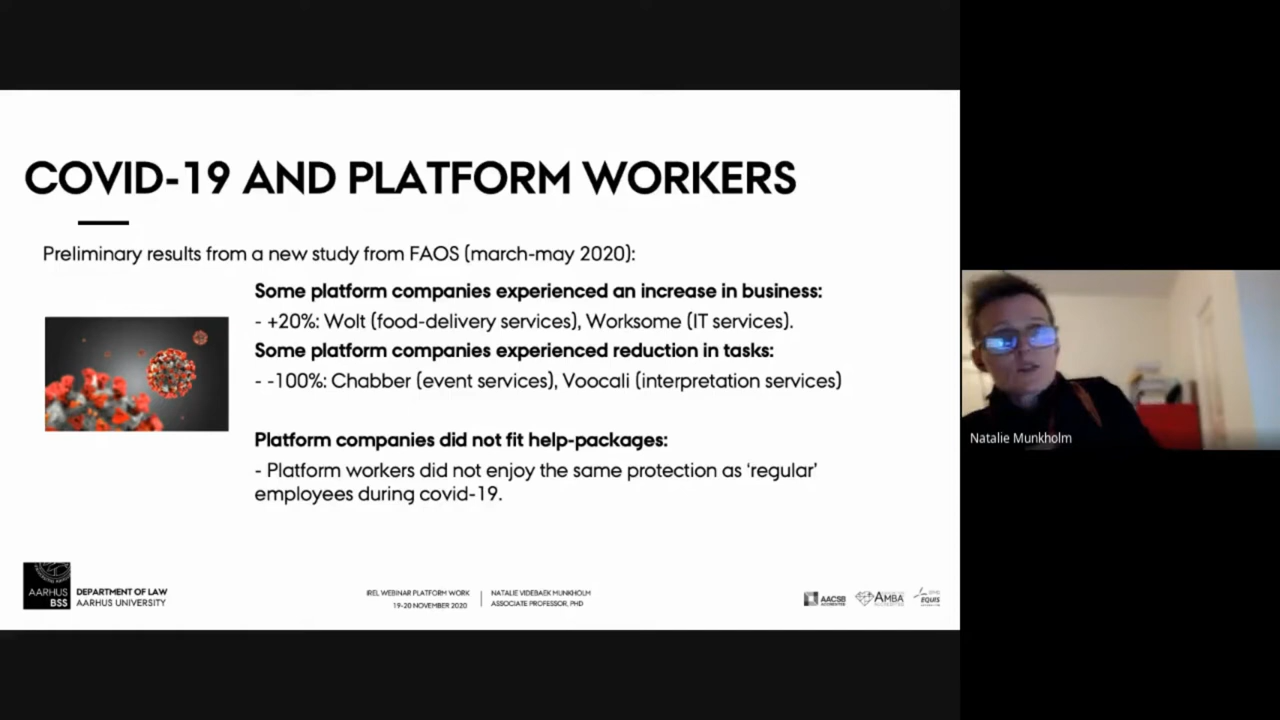 COVID-19 AND PLATFORM WORKERS
Preliminary results from a new study from FAOS (march-may 2020):
Some platform companies experienced an increase in business:
- +20%: Wolt (food-delivery services), Worksome (IT services).
Some platform companies experienced reduction in tasks:
- -100%: Chabber (event services), Voocali (interpretation services)
Platform companies did not fit help-packages:
- Platform workers did not enjoy the same protection as ‘regular’
employees during covid-19.
Natalie Munkholm
AARHUS
BSS
DEPARTMENT OF LAW
AARHUS UNIVERSITY
IREL WEBINAR PLATFORM WORK
19-20 NOVEMBER 2020
NATALIE VIDEBAEK MUNKHOLM
ASSOCIATE PROFESSOR, PHD
AACSB
ACCREDITED
AMBA
EQUIS